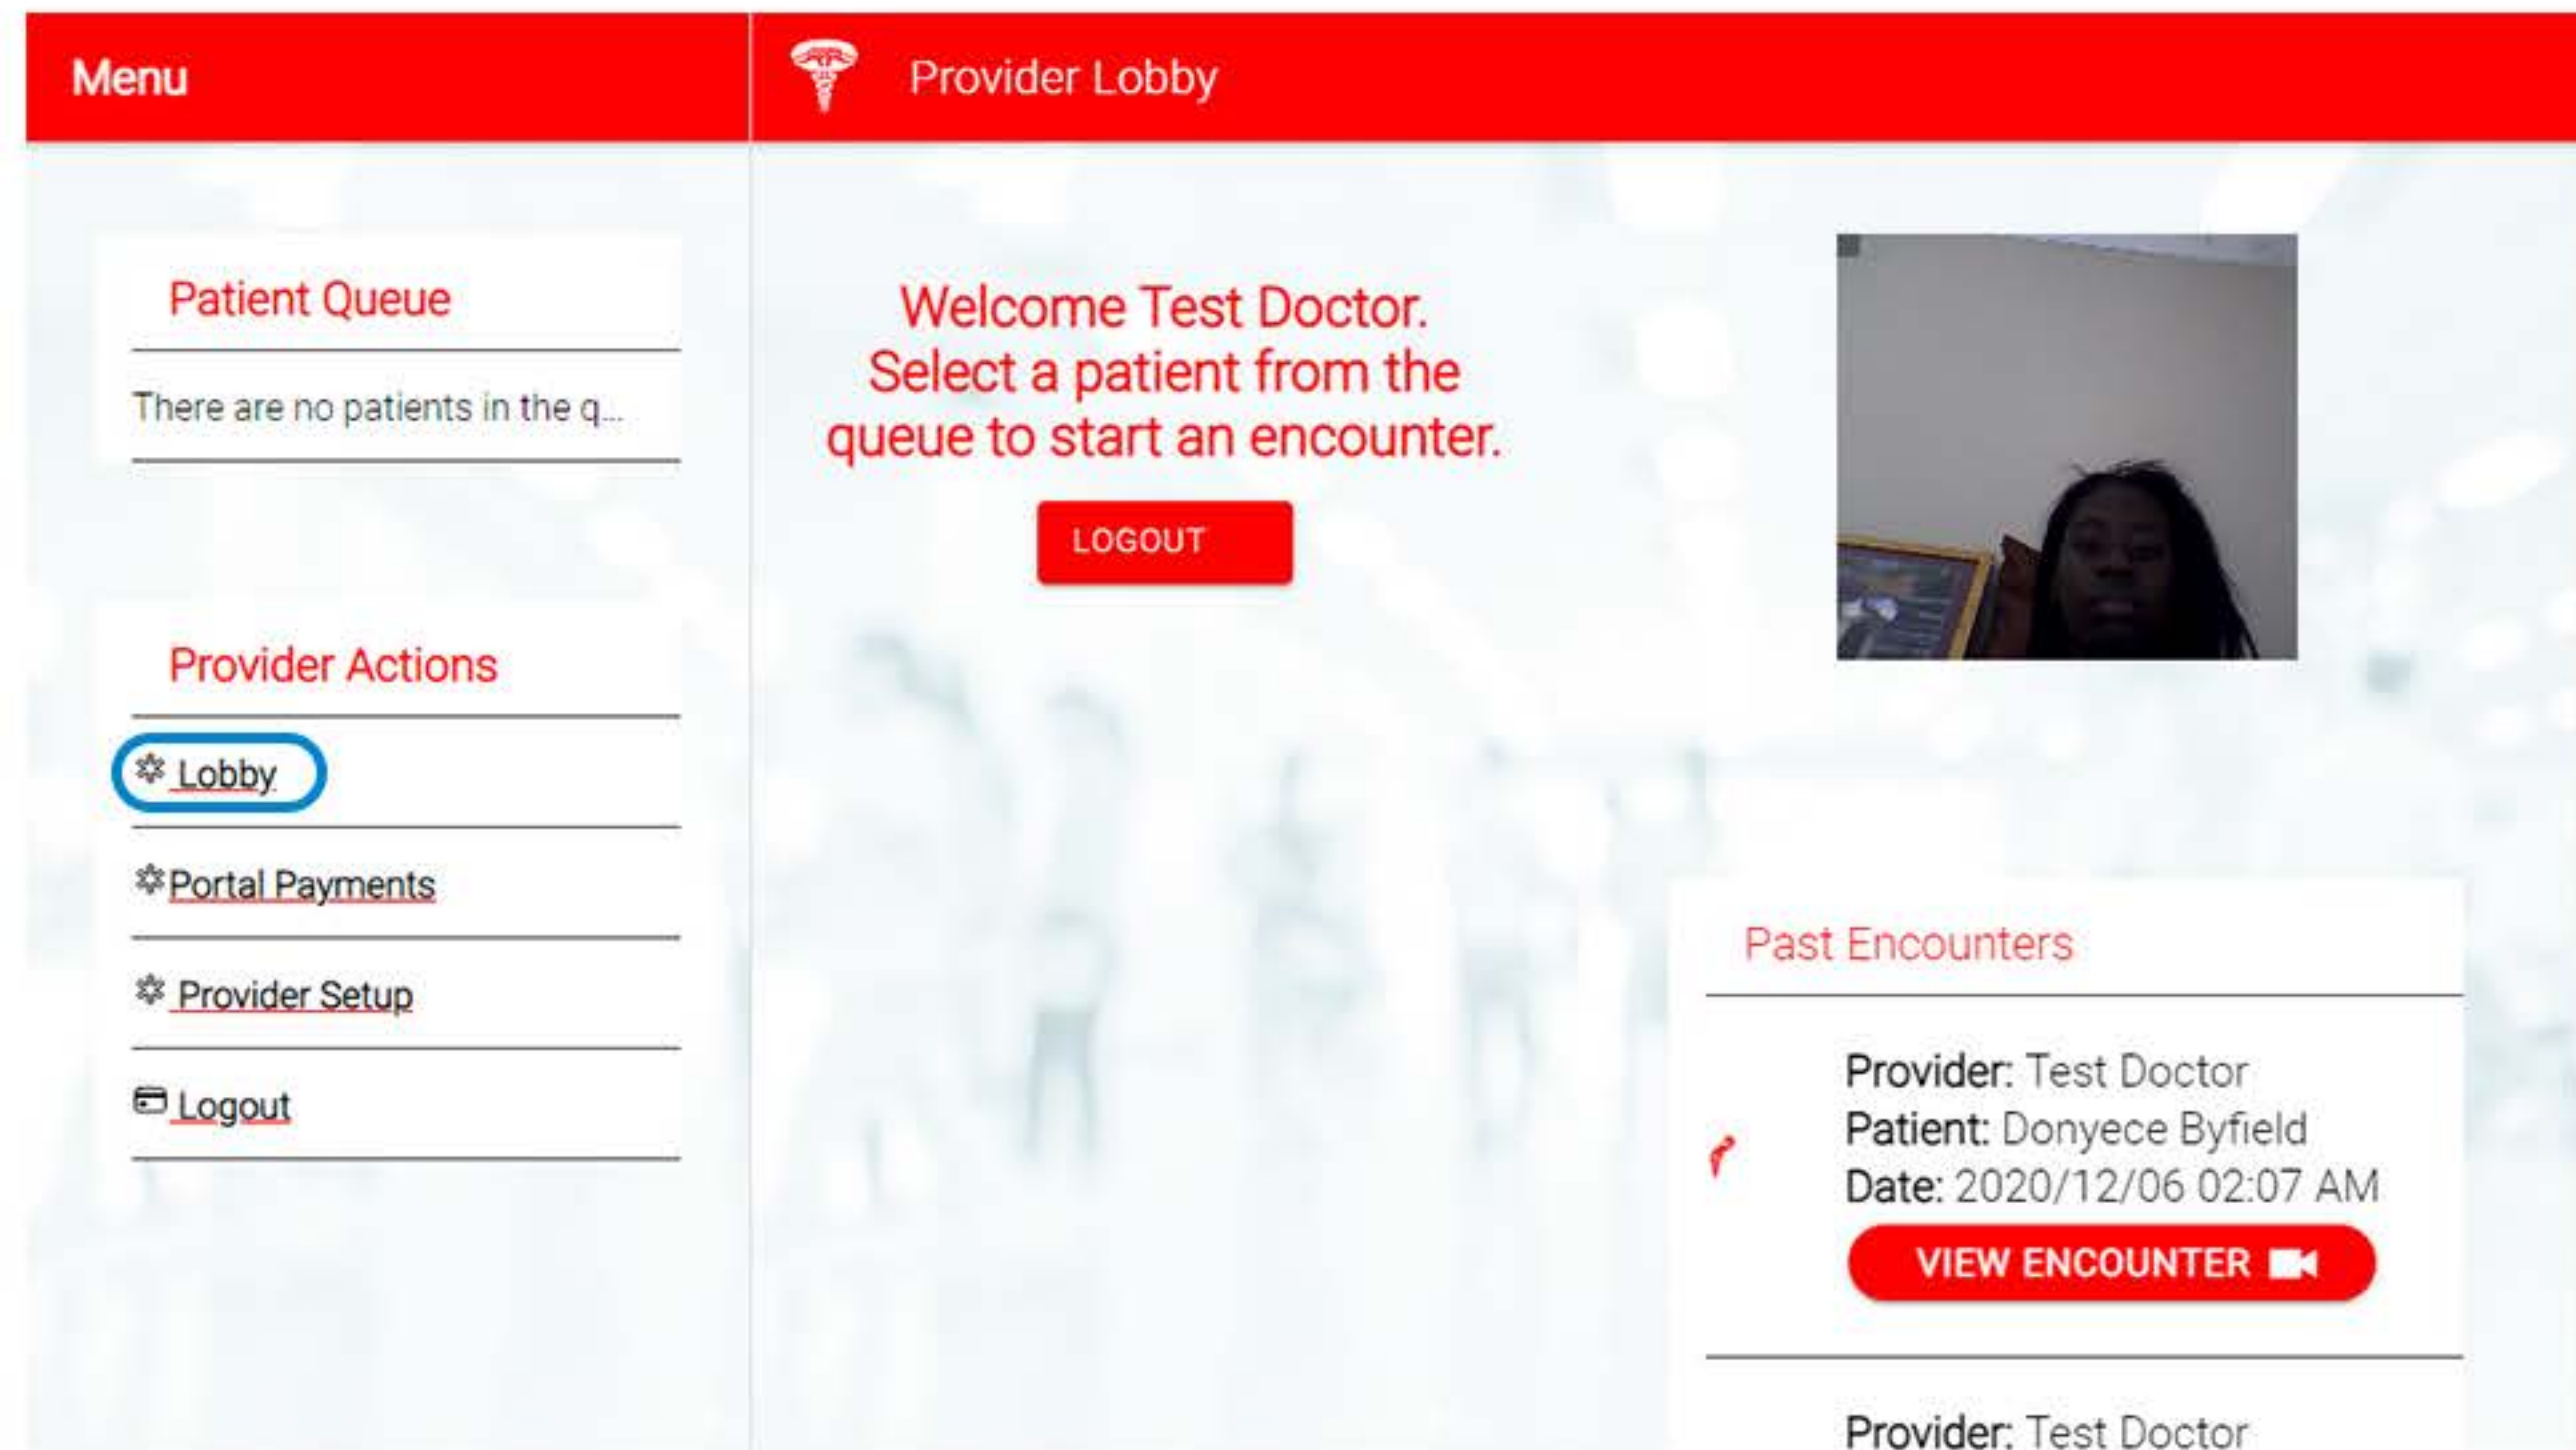 Menu
Provider Lobby
Patient Queue
There are no patients in the q...
Provider Actions
Lobby
Portal Payments
Provider Setup
Logout
Welcome Test Doctor.
Select a patient from the
queue to start an encounter.
LOGOUT
Past Encounters
Provider: Test Doctor
Patient: Donyece Byfield
Date: 2020/12/06 02:07 AM
VIEW ENCOUNTER
Provider: Test Doctor